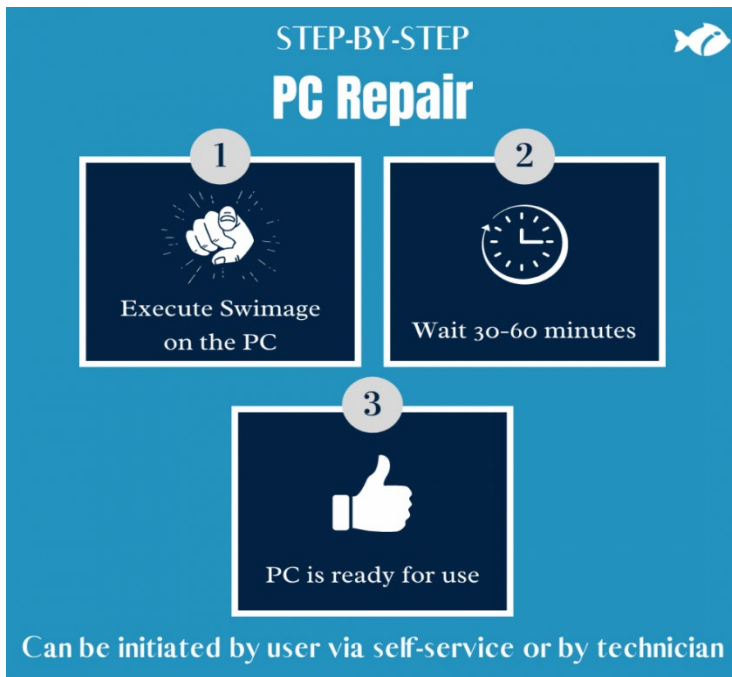 STEP-BY-STEP
PC Repair
1
Execute Swimage
on the PC
2
Wait 30-60 minutes
3
PC is ready for use
Can be initiated by user via self-service or by technician